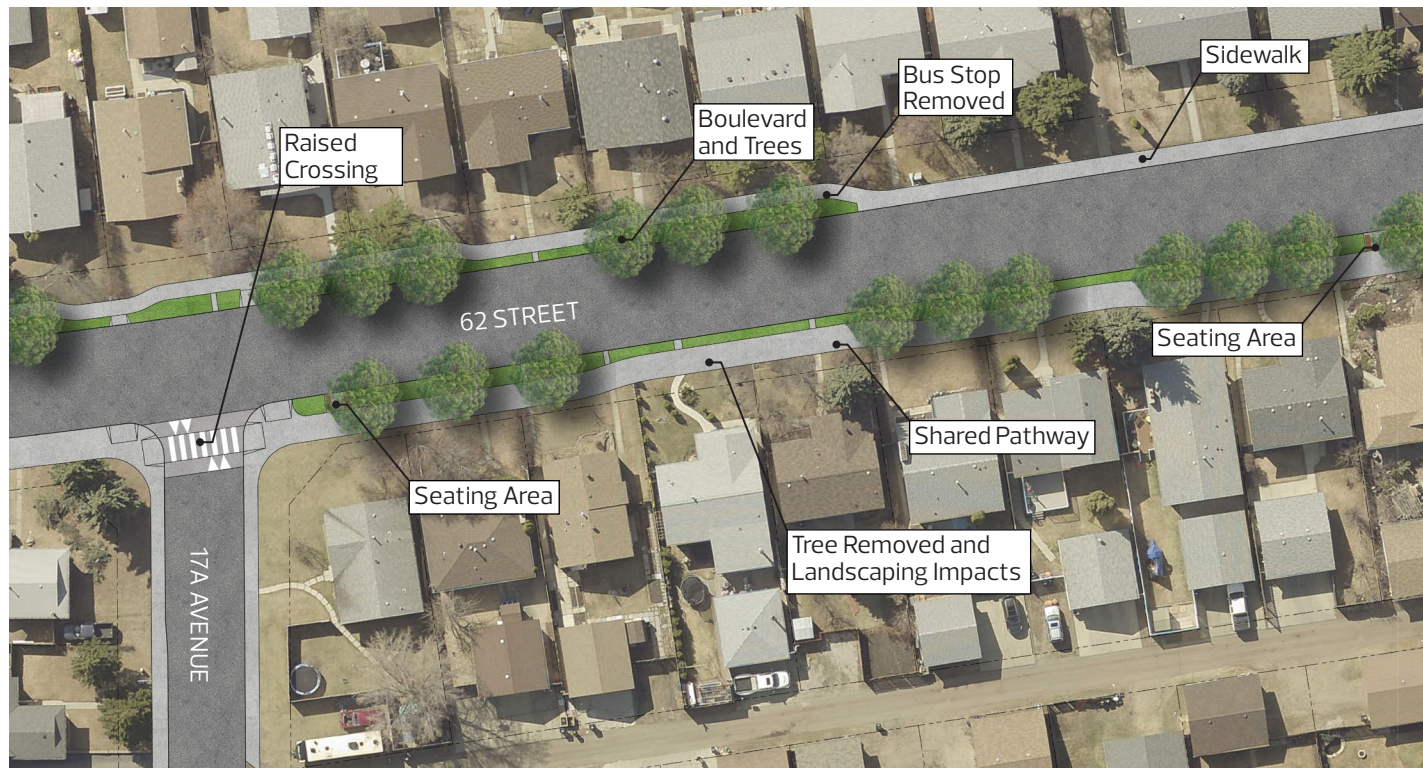 Sidewalk
Bus Stop
Removed
Boulevard
and Trees
Raised
Crossing
62 STREET
Seating Area
Shared Pathway
Seating Area
Tree Removed and
Landscaping Impacts
17A AVENUE